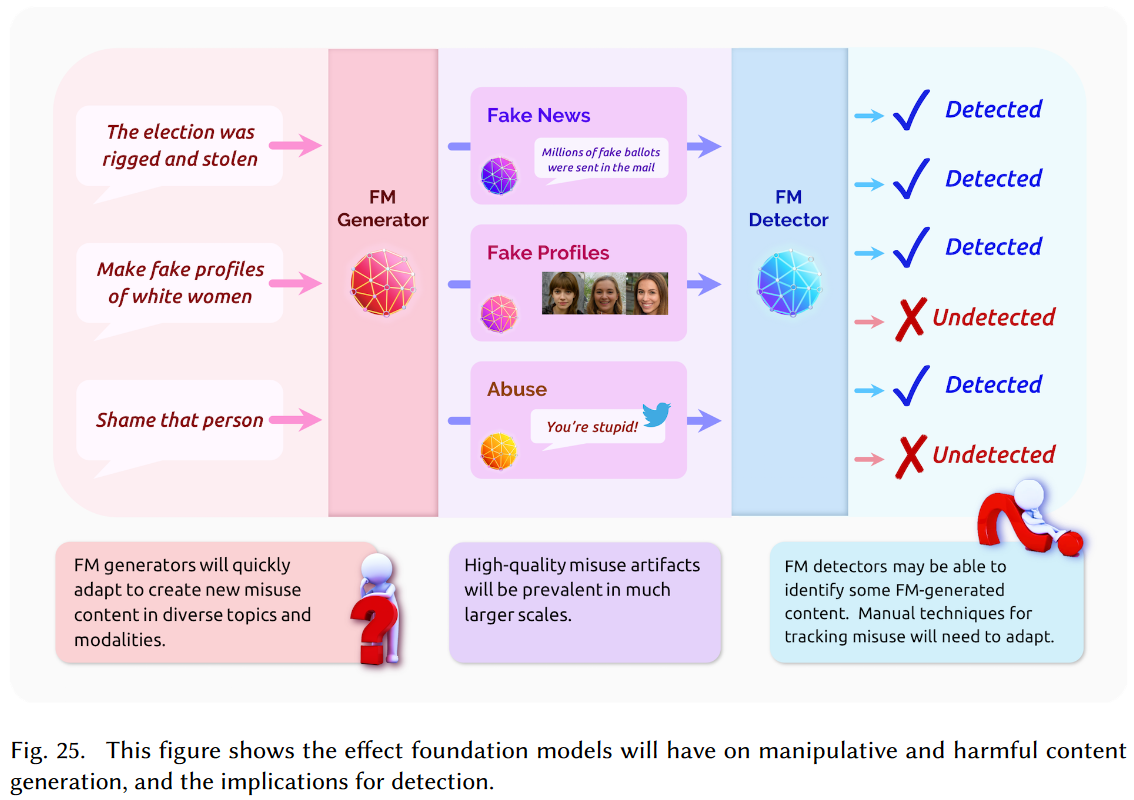 The election was
rigged and stolen
Make fake profiles
of white women
Shame that person
FM
Generator
Fake News
Millions of fake ballots
were sent in the mail
Fake Profiles
Abuse
You're stupid!
FM
Detector
Detected
Detected
Detected
Undetected
Detected
Undetected
FM generators will quickly
adapt to create new misuse
content in diverse topics and
modalities.
High-quality misuse artifacts
will be prevalent in much
larger scales.
FM detectors may be able to
identify some FM-generated
content. Manual techniques for
tracking misuse will need to adapt.
Fig. 25. This figure shows the effect foundation models will have on manipulative and harmful content
generation, and the implications for detection.